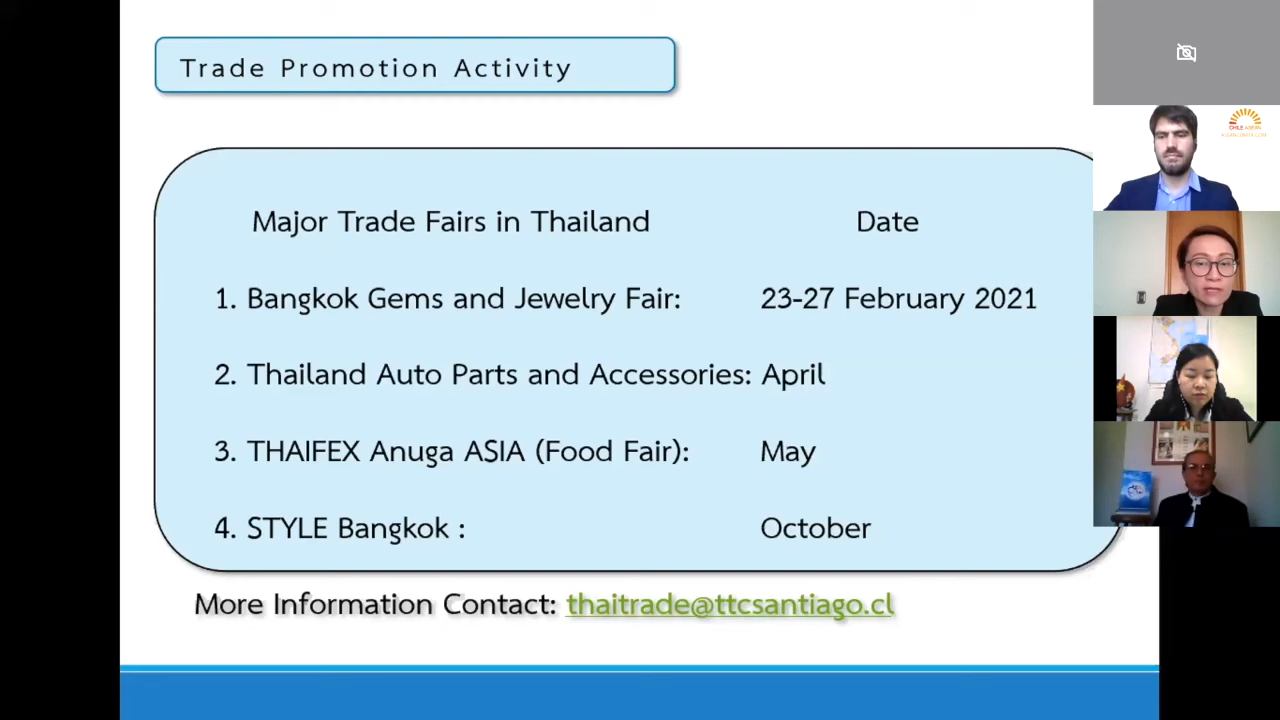 Trade Promotion Activity
Major Trade Fairs in Thailand Date
1. Bangkok Gems and Jewelry Fair: 23-27 February 2021
2. Thailand Auto Parts and Accessories: April
3. THAIFEX Anuga ASIA (Food Fair): May
4. STYLE Bangkok : October
More Information Contact: thaitrade@ttcsantiago.cl
CHILE ASEAN